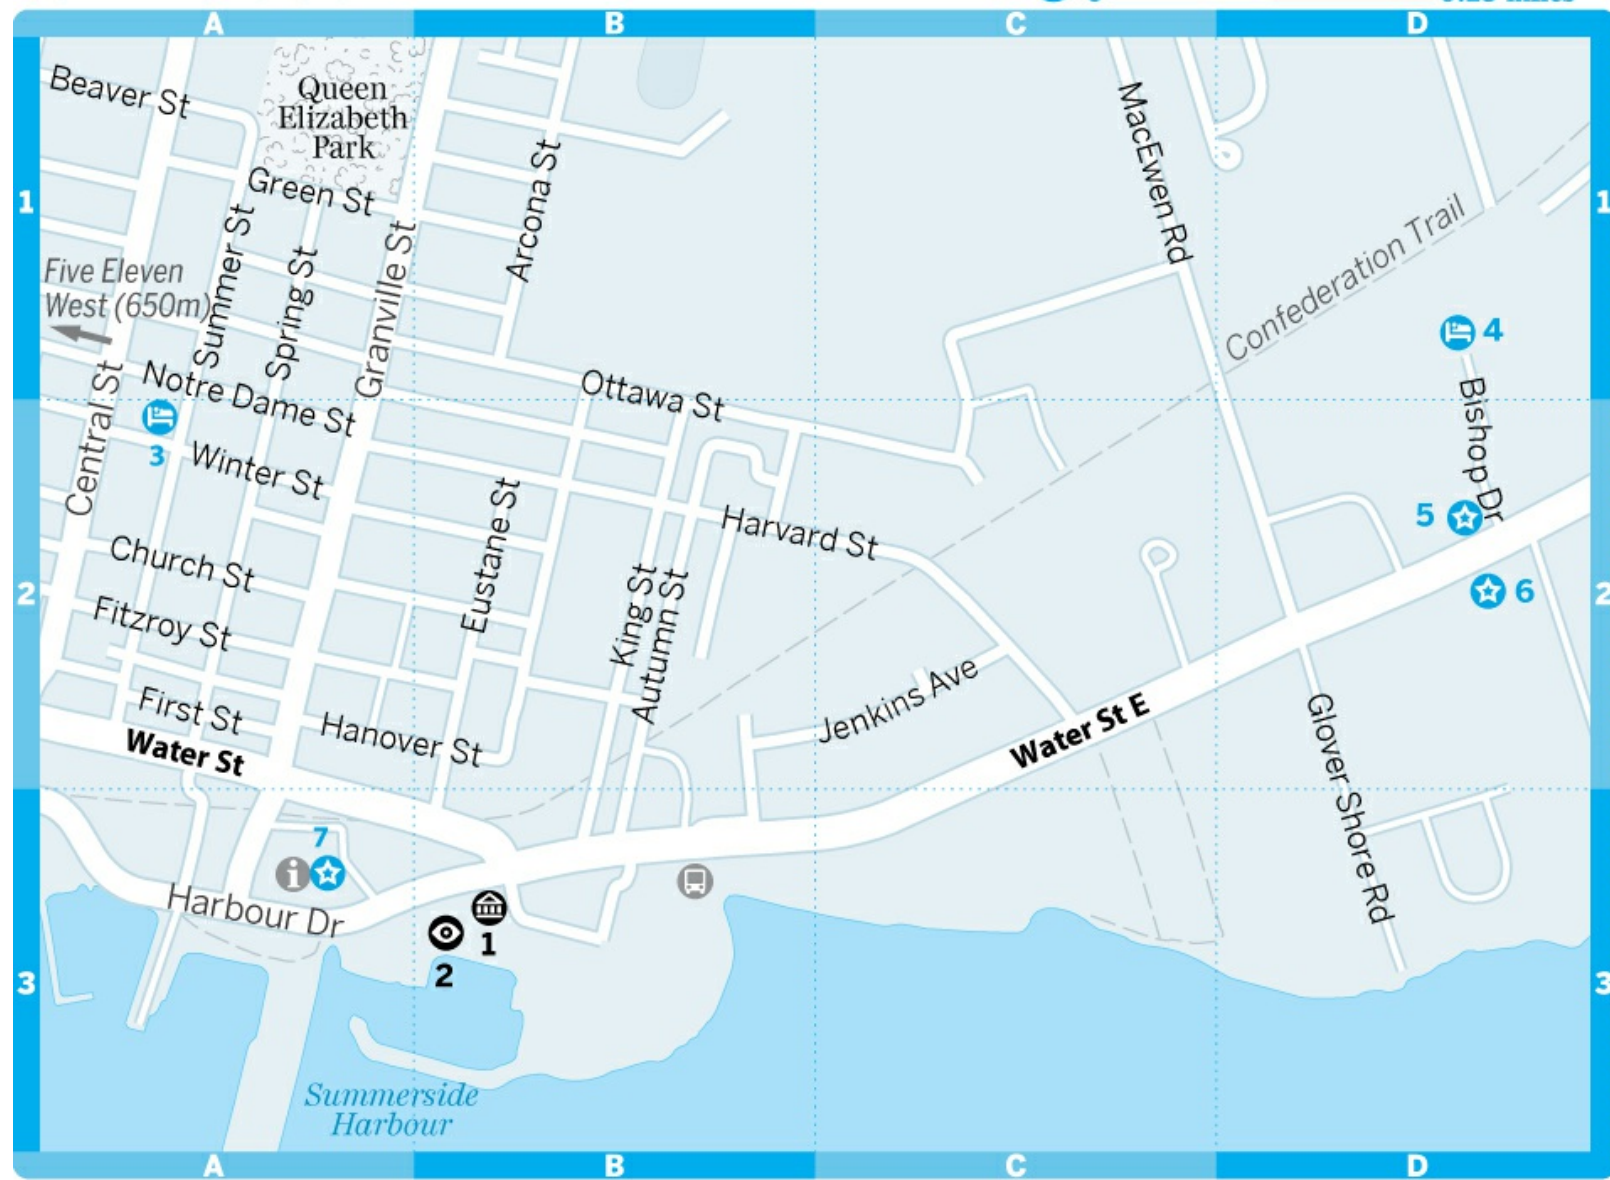 A
B
C
D
Beaver St
Queen
Elizabeth
Park
MacEwen Rd
1
1
Green St
Arcona St
Summer St
Spring St
Granville St
Confederation Trail
Five Eleven
West (650m)
4
Notre Dame St
Ottawa St
Bishop Dr
Central St
3
Winter St
Eustane St
Harvard St
5
Church St
2
6
2
Fitzroy St
King St
Autumn St
First St
Hanover St
Jenkins Ave
Water St
Water St E
Glover Shore Rd
7
i
Harbour Dr
1
2
3
3
Summerside
Harbour
A
B
C
D